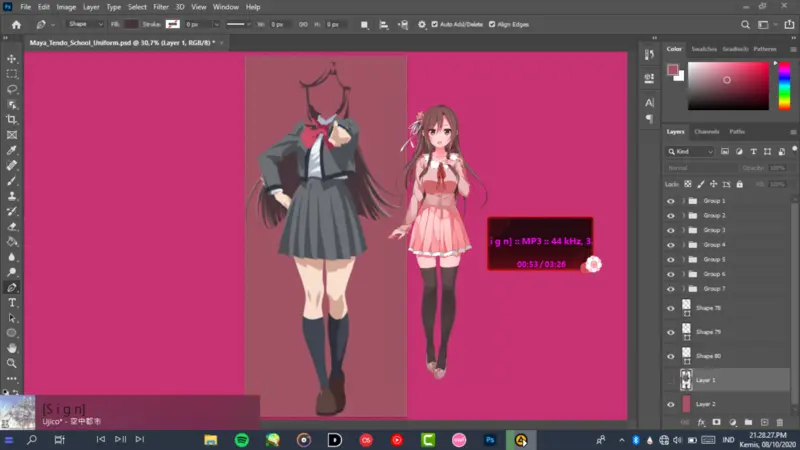 File Edit Image Layer Type Select Filter 3D View Window Help
Shape Fill: Stroke: 0 px W: H: 0 px Auto Add/Delete Align Edges
Maya_Tendo_School_Uniform.psd @ 30,7% (Layer 1, RGB/8) *
Color Swatches Gradients Patterns
Layers Channels Paths
Kind
Normal Opacity: 100%
Lock: Fill: 100%
Group 1
Group 2
Group 3
Group 4
Group 5
Group 6
Group 7
Shape 78
Shape 79
Shape 80
Layer 1
Layer 2
i g n] :: MP3 :: 44 kHz, 3
00:53 / 03:26
[S i g n]
Ujico* - 空中都市
IND
21.28.27.PM
Kemis, 08/10/2020